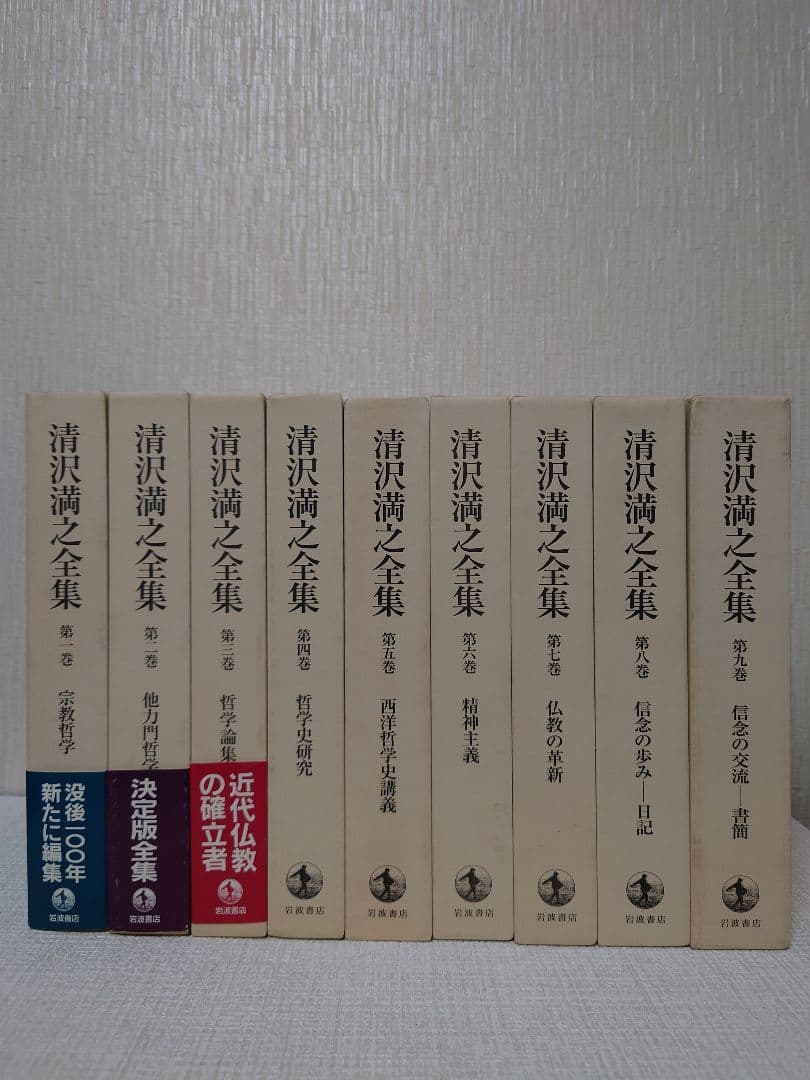 清沢満之全集
第一巻
宗教哲学
没後一〇〇年
新たに編集
岩波書店
清沢満之全集
第二巻
他力門哲学
決定版全集
岩波書店
清沢満之全集
第三巻
哲学論集
近代仏教
の確立者
岩波書店
清沢満之全集
第四巻
哲学史研究
岩波書店
清沢満之全集
第五巻
西洋哲学史講義
岩波書店
清沢満之全集
第六巻
精神主義
岩波書店
清沢満之全集
第七巻
仏教の革新
岩波書店
清沢満之全集
第八巻
信念の歩み―日記
岩波書店
清沢満之全集
第九巻
信念の交流―書簡
岩波書店